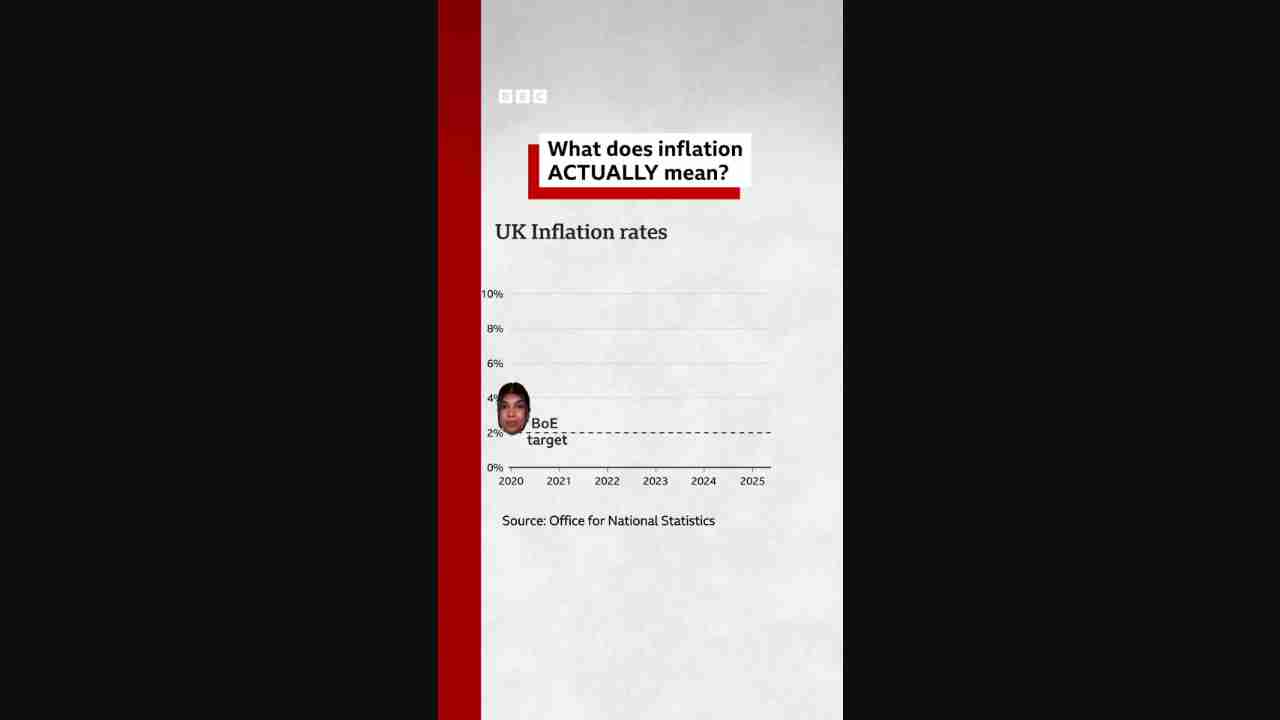 BBC
What does inflation
ACTUALLY mean?
UK Inflation rates
10%
8%
6%
4%
BoE
2%
target
0%
2020 2021 2022 2023 2024 2025
Source: Office for National Statistics